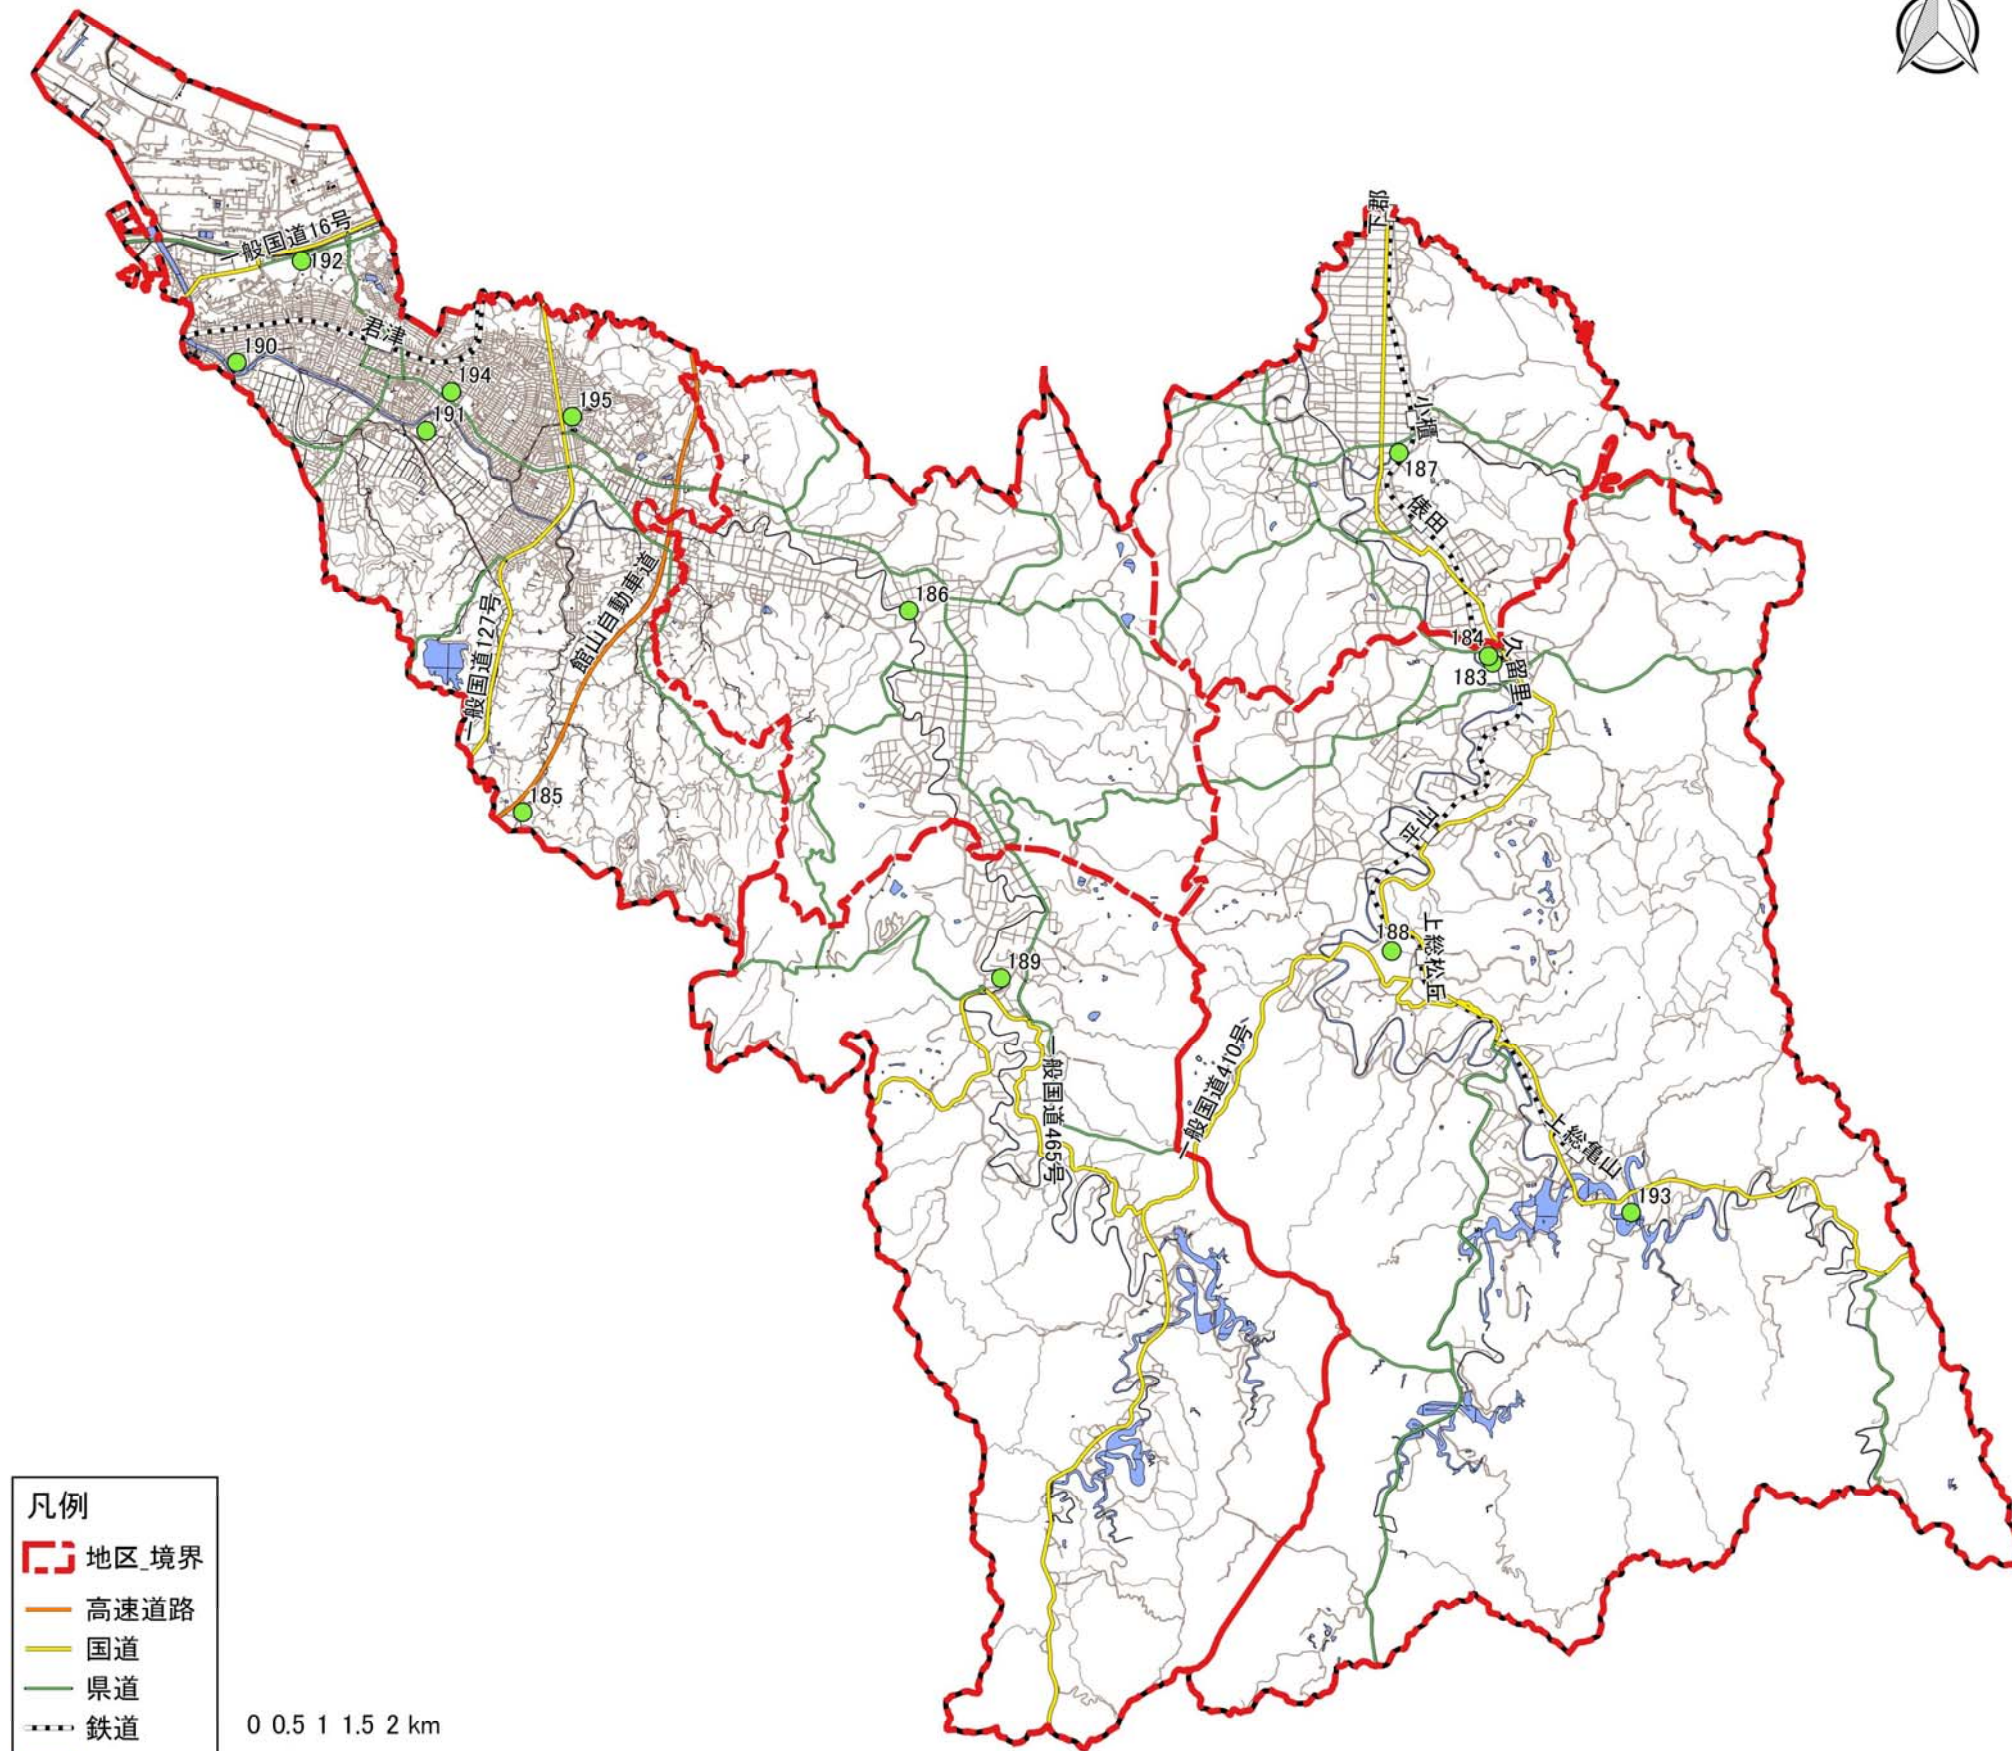 下郡
一般国道16号
192
君津
190
194
191
195
小櫃
187
俵田
館山自動車道
186
一般国道127号
184
久留里
183
185
平山
188
上総松丘
189
一般国道410号
一般国道465号
上総亀山
193
凡例
地区_境界
高速道路
国道
県道
鉄道
0 0.5 1 1.5 2 km